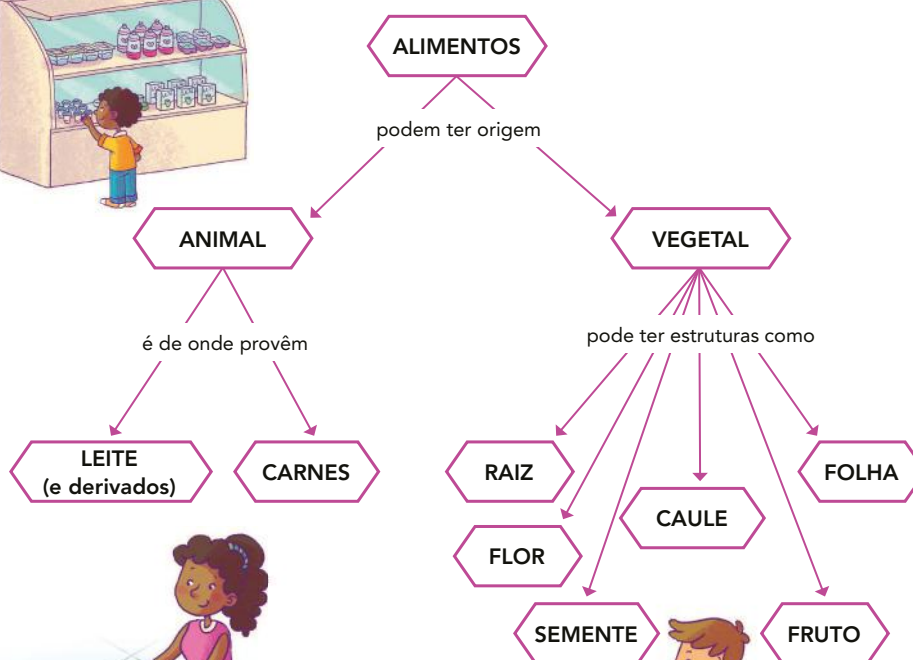 ALIMENTOS
podem ter origem
ANIMAL
VEGETAL
é de onde provêm
pode ter estruturas como
LEITE
(e derivados)
CARNES
RAIZ
FOLHA
CAULE
FLOR
SEMENTE
FRUTO